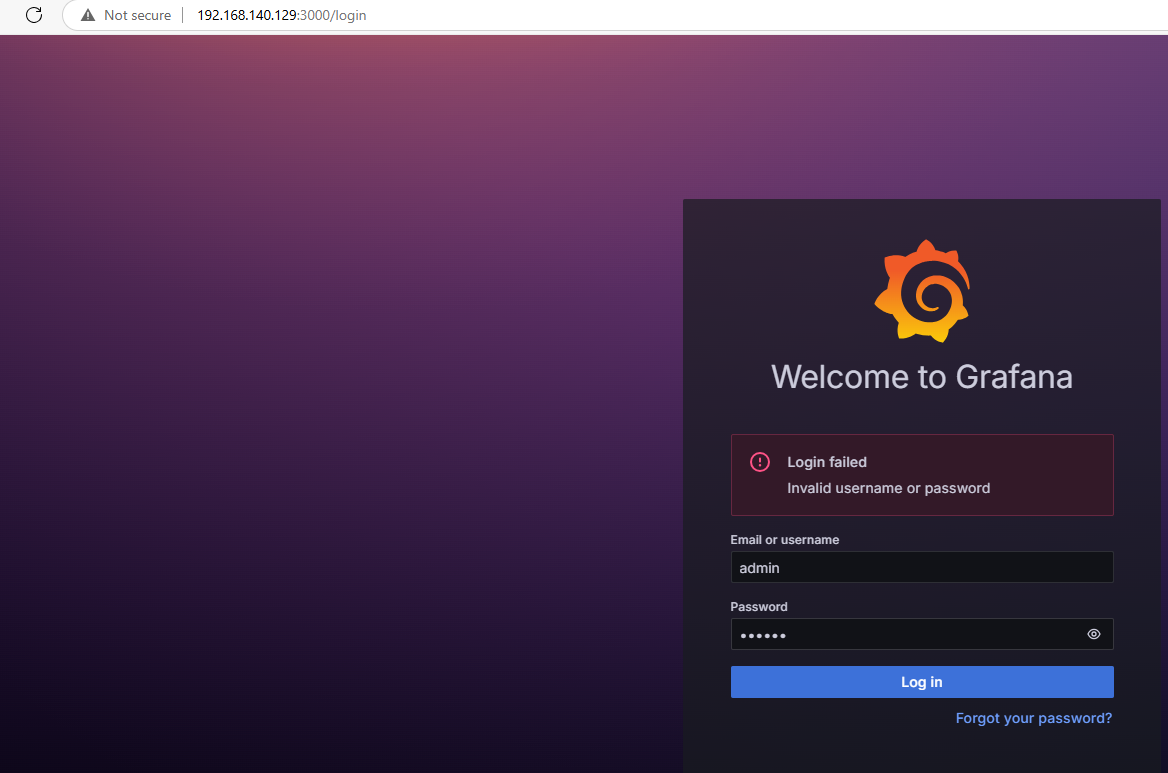 Not secure 192.168.140.129:3000/login
Welcome to Grafana
Login failed
Invalid username or password
Email or username
admin
Password
••••••
Log in
Forgot your password?